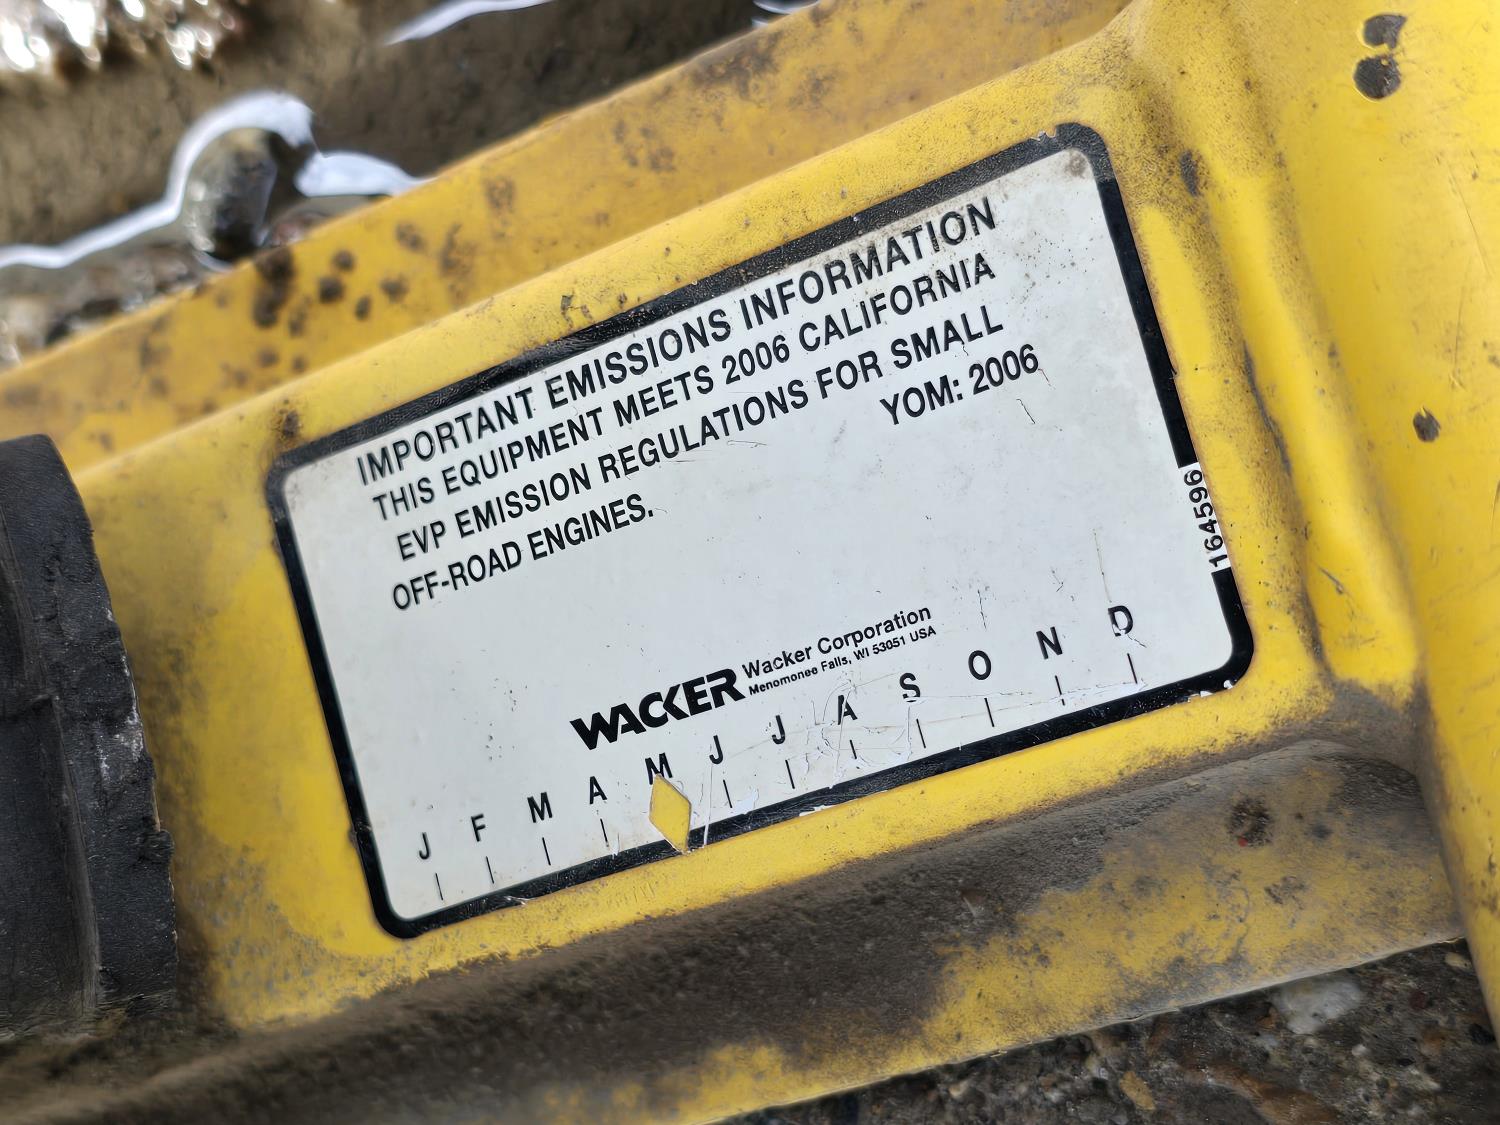 IMPORTANT EMISSIONS INFORMATION
THIS EQUIPMENT MEETS 2006 CALIFORNIA
EVP EMISSION REGULATIONS FOR SMALL
OFF-ROAD ENGINES.
YOM: 2006
164596
WACKER
Wacker Corporation
Menomonee Falls, WI 53051 USA
J F M A M J J A S O N D